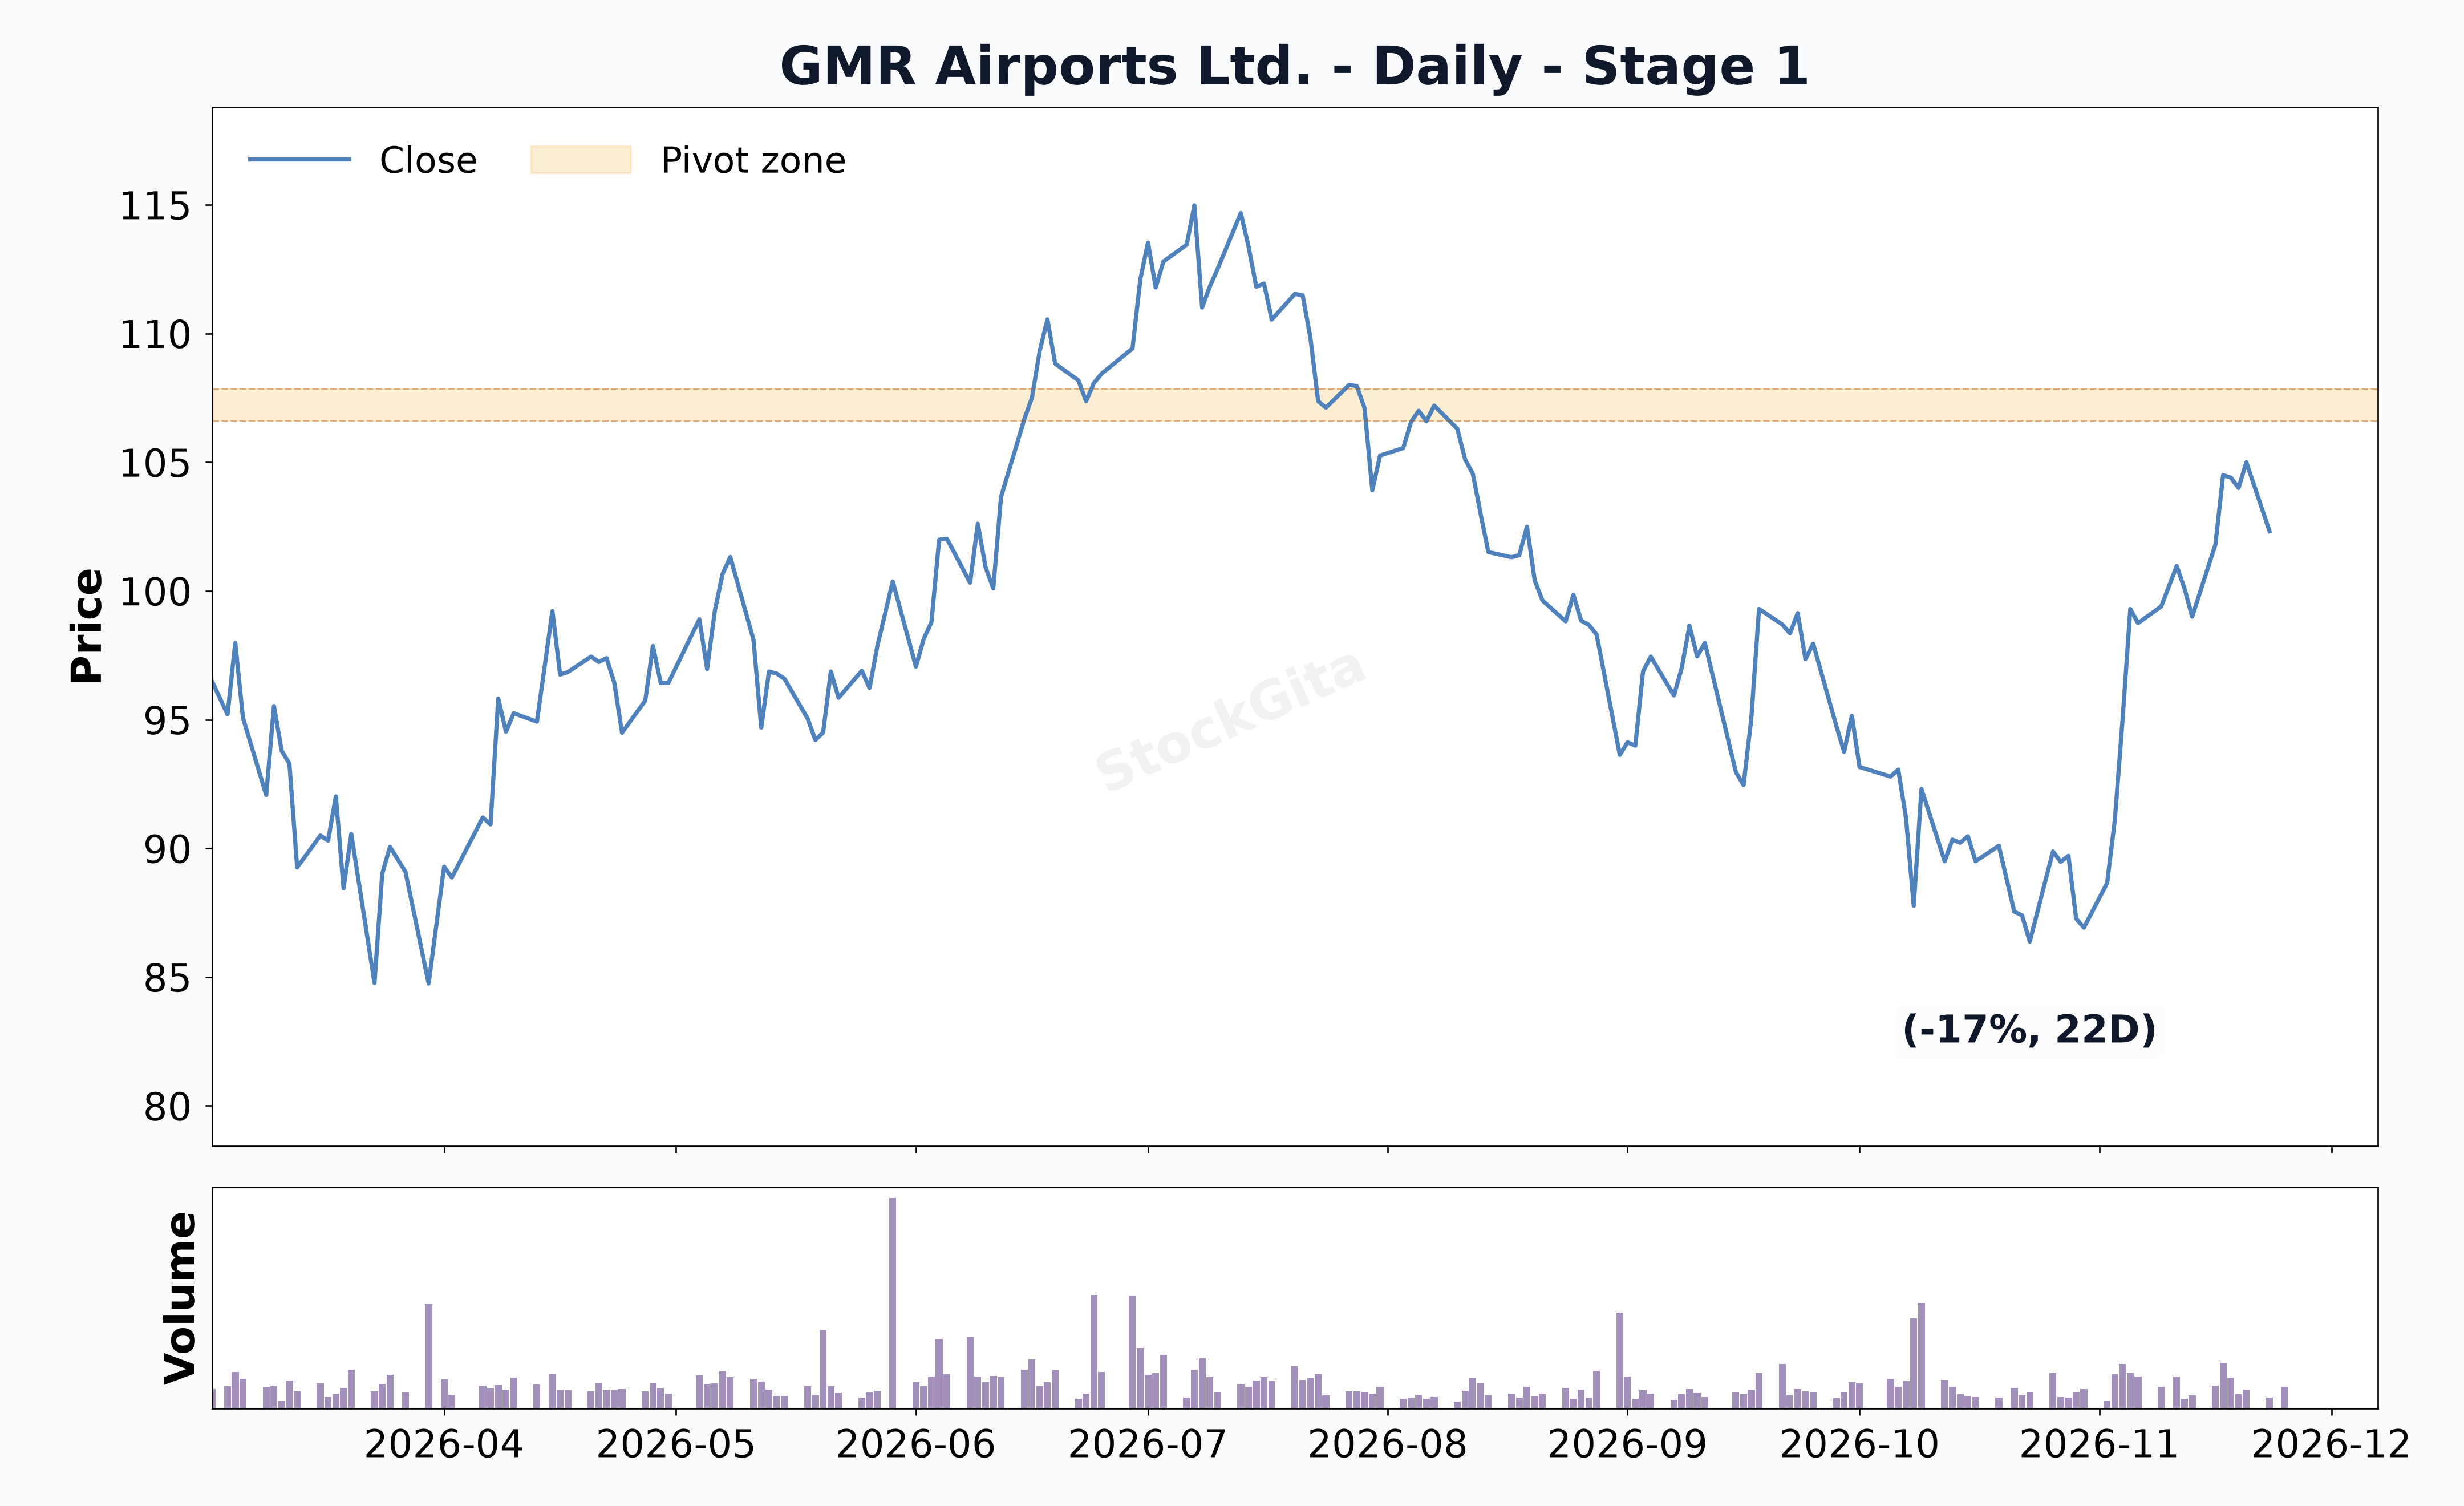 GMR Airports Ltd. - Daily - Stage 1
Close
Pivot zone
115
110
105
100
95
90
85
80
Price
StockGita
(-17%, 22D)
Volume
2026-04
2026-05
2026-06
2026-07
2026-08
2026-09
2026-10
2026-11
2026-12